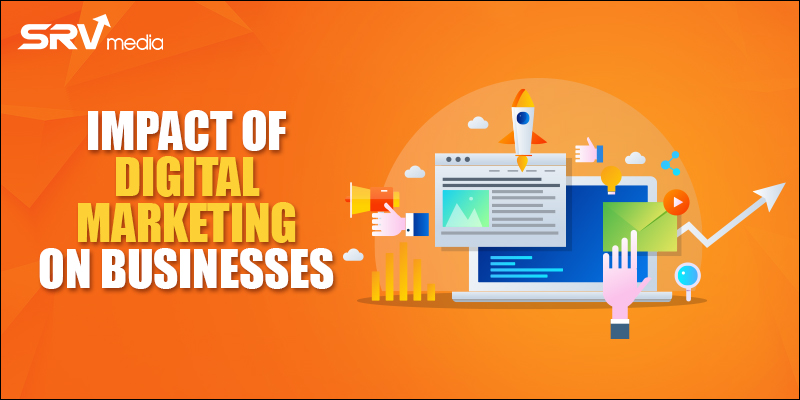 SRV media
IMPACT OF
DIGITAL
MARKETING
ON BUSINESSES